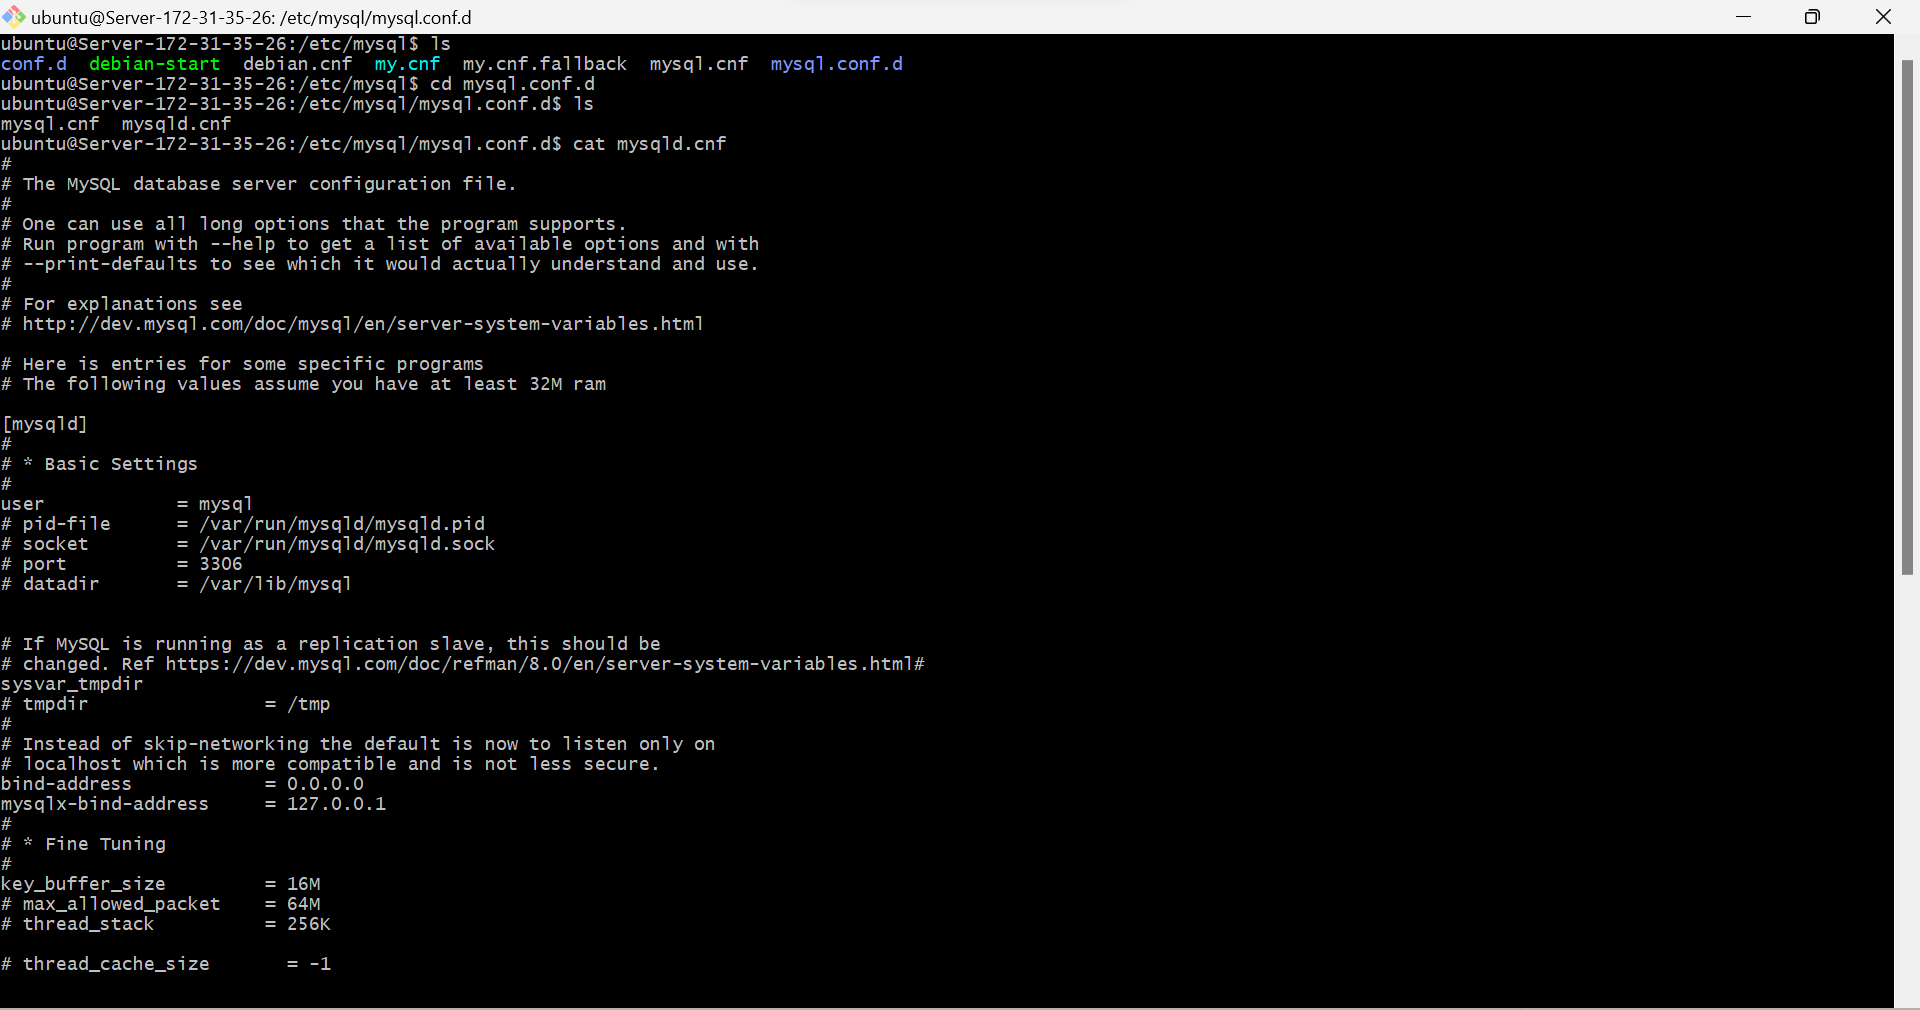 ubuntu@Server-172-31-35-26: /etc/mysql/mysql.conf.d
ubuntu@Server-172-31-35-26:/etc/mysql$ ls
conf.d  debian-start  debian.cnf  my.cnf  my.cnf.fallback  mysql.cnf  mysql.conf.d
ubuntu@Server-172-31-35-26:/etc/mysql$ cd mysql.conf.d
ubuntu@Server-172-31-35-26:/etc/mysql/mysql.conf.d$ ls
mysql.cnf  mysqld.cnf
ubuntu@Server-172-31-35-26:/etc/mysql/mysql.conf.d$ cat mysqld.cnf
#
# The MySQL database server configuration file.
#
# One can use all long options that the program supports.
# Run program with --help to get a list of available options and with
# --print-defaults to see which it would actually understand and use.
#
# For explanations see
# http://dev.mysql.com/doc/mysql/en/server-system-variables.html

# Here is entries for some specific programs
# The following values assume you have at least 32M ram

[mysqld]
#
# * Basic Settings
#
user            = mysql
# pid-file      = /var/run/mysqld/mysqld.pid
# socket        = /var/run/mysqld/mysqld.sock
# port          = 3306
# datadir       = /var/lib/mysql


# If MySQL is running as a replication slave, this should be
# changed. Ref https://dev.mysql.com/doc/refman/8.0/en/server-system-variables.html#
sysvar_tmpdir
# tmpdir                = /tmp
#
# Instead of skip-networking the default is now to listen only on
# localhost which is more compatible and is not less secure.
bind-address            = 0.0.0.0
mysqlx-bind-address     = 127.0.0.1
#
# * Fine Tuning
#
key_buffer_size         = 16M
# max_allowed_packet    = 64M
# thread_stack          = 256K

# thread_cache_size       = -1